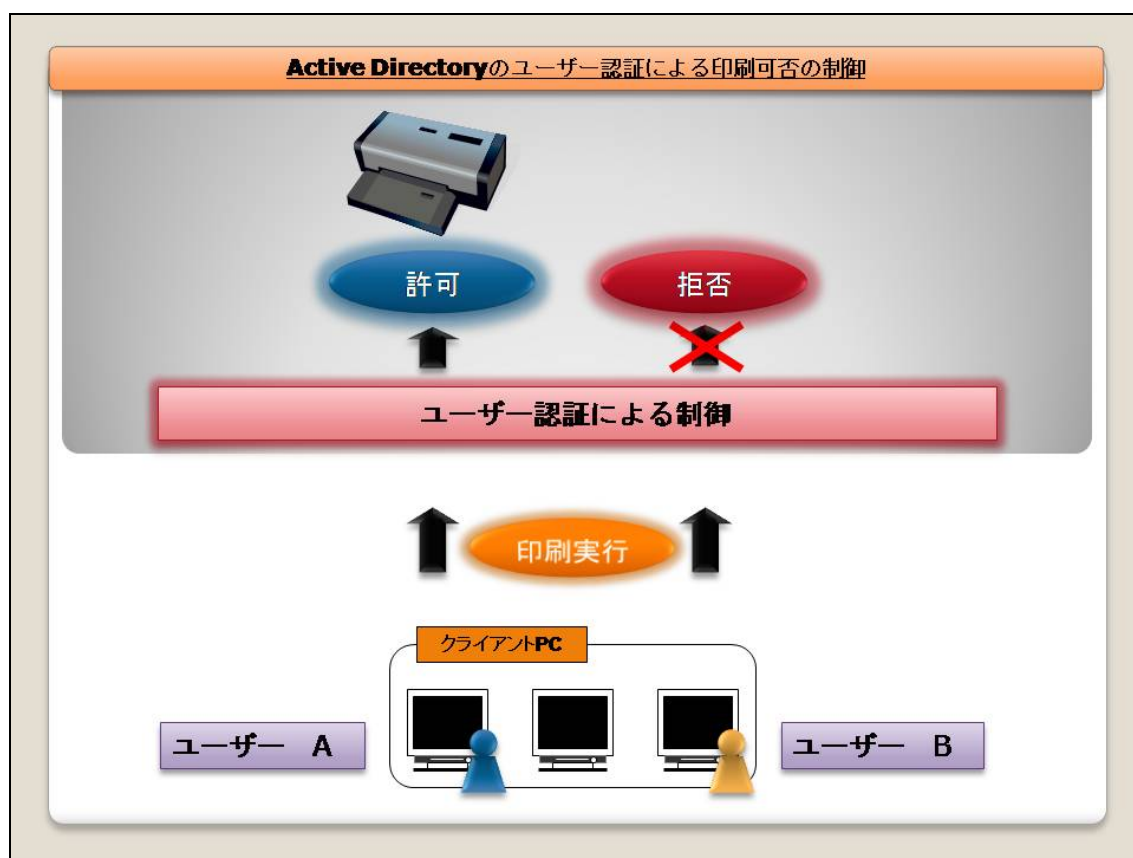 Active Directoryのユーザー認証による印刷可否の制御
許可
拒否
ユーザー認証による制御
印刷実行
クライアントPC
ユーザー　A
ユーザー　B